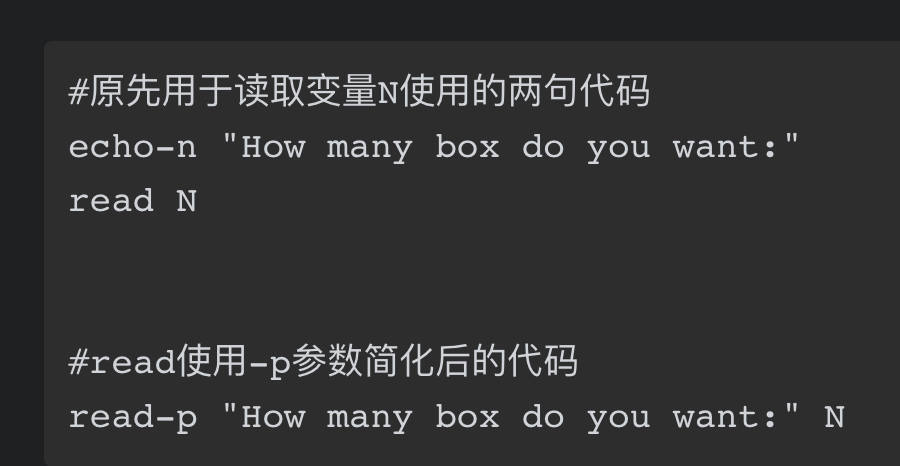 #原先用于读取变量N使用的两句代码
echo-n "How many box do you want:"
read N
#read使用-p参数简化后的代码
read-p "How many box do you want:" N